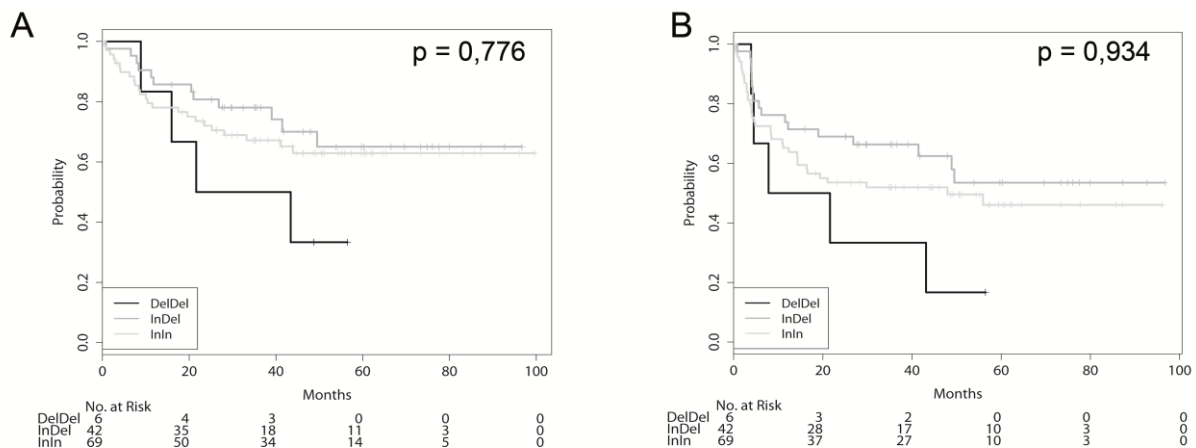 A
p = 0,776
1.0
0.8
0.6
0.4
0.2
0.0
Probability
DelDel
InDel
InIn
0 20 40 60 80 100
Months
No. at Risk
DelDel 6 4 3 0 0 0
InDel 42 35 18 11 3 0
InIn 69 50 34 14 5 0
B
p = 0,934
1.0
0.8
0.6
0.4
0.2
0.0
Probability
DelDel
InDel
InIn
0 20 40 60 80 100
Months
No. at Risk
DelDel 6 3 2 0 0 0
InDel 42 28 17 10 3 0
InIn 69 37 27 10 3 0